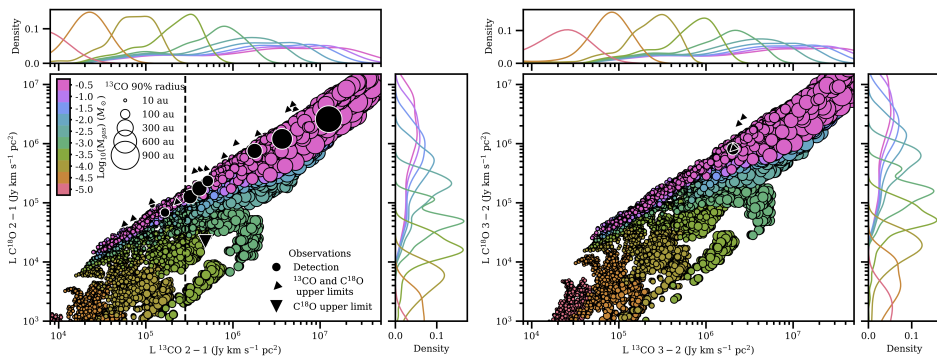 Density
0.1
0.0
Density
0.1
0.0
L C¹⁸O 2 − 1 (Jy km s⁻¹ pc²)
10⁷
10⁶
10⁵
10⁴
10³
-0.5
-1.0
-1.5
-2.0
-2.5
-3.0
-3.5
-4.0
-4.5
-5.0
Log₁₀(M_gas) (M_⊙)
¹³CO 90% radius
10 au
100 au
300 au
600 au
900 au
Observations
Detection
¹³CO and C¹⁸O
upper limits
C¹⁸O upper limit
10⁴
10⁵
10⁶
10⁷
L ¹³CO 2 − 1 (Jy km s⁻¹ pc²)
0.0
0.1
Density
L C¹⁸O 3 − 2 (Jy km s⁻¹ pc²)
10⁷
10⁶
10⁵
10⁴
10³
10⁴
10⁵
10⁶
10⁷
L ¹³CO 3 − 2 (Jy km s⁻¹ pc²)
0.0
0.1
Density